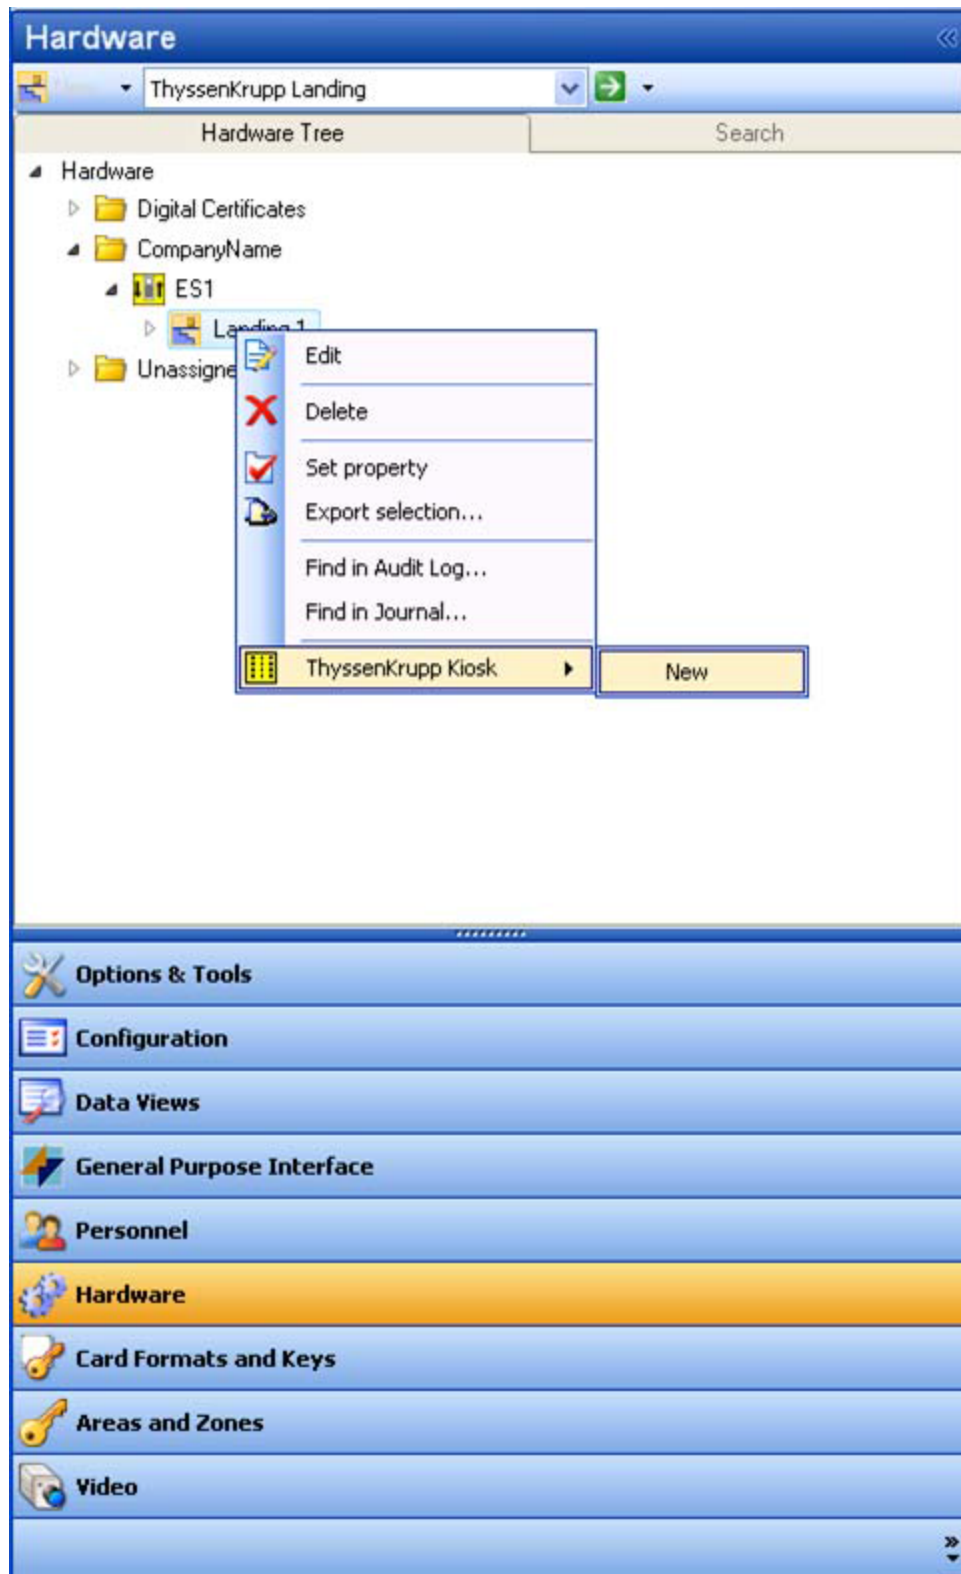 Hardware
ThyssenKrupp Landing
Hardware Tree
Search
Hardware
Digital Certificates
CompanyName
ES1
Landing 1
Unassigne
Edit
Delete
Set property
Export selection...
Find in Audit Log...
Find in Journal...
ThyssenKrupp Kiosk
New
Options & Tools
Configuration
Data Views
General Purpose Interface
Personnel
Hardware
Card Formats and Keys
Areas and Zones
Video